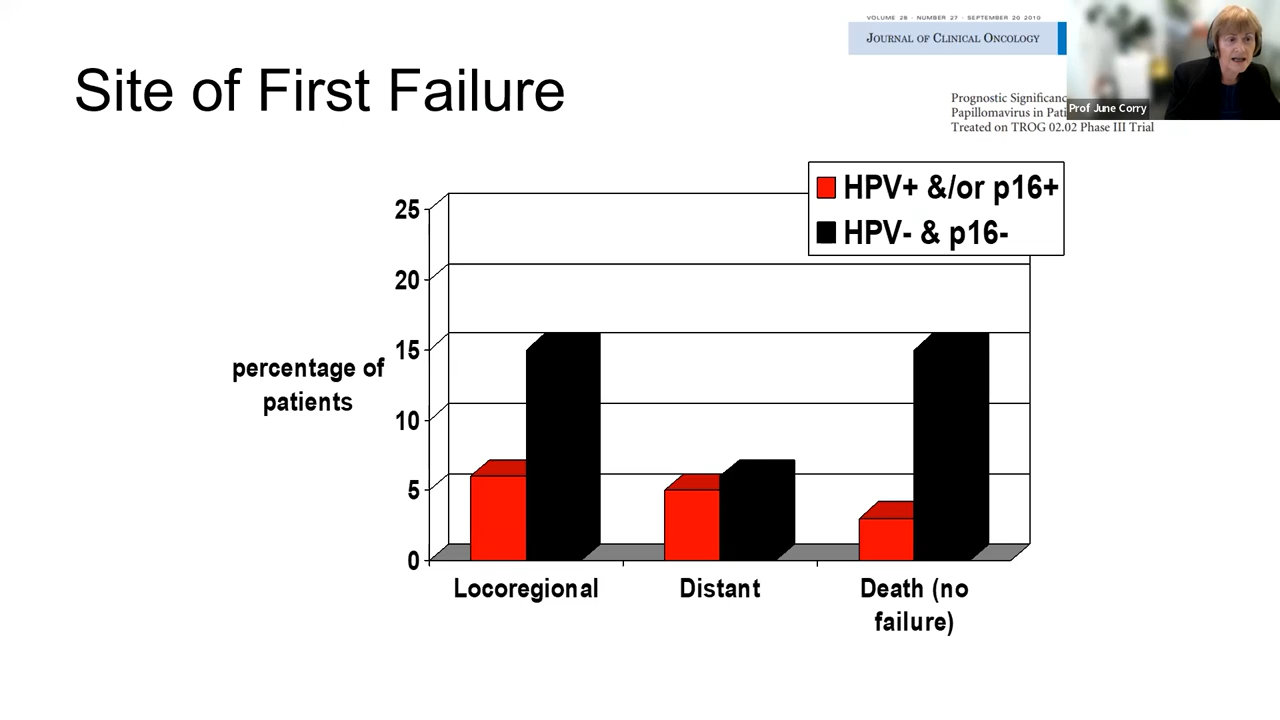 VOLUME 28 · NUMBER 27 · SEPTEMBER 20 2010
JOURNAL OF CLINICAL ONCOLOGY
Site of First Failure
Prognostic Significance
Papillomavirus in
Treated on TROG 02.02 Phase III Trial
Prof June Corry
HPV+ &/or p16+
HPV- & p16-
25
20
15
10
5
0
percentage of
patients
Locoregional
Distant
Death (no
failure)